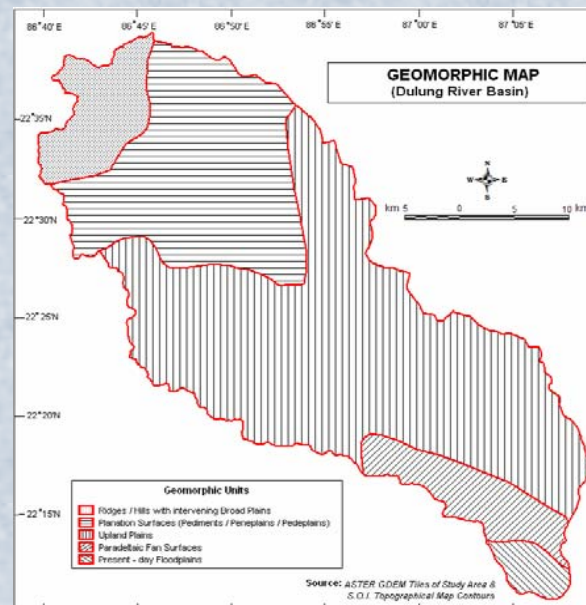 86°40'E 86°45'E 86°50'E 86°55'E 87°00'E 87°05'E
GEOMORPHIC MAP
(Dulung River Basin)
22°35'N
N
W E
S
km 5 0 5 10 km
22°30'N
22°25'N
22°20'N
22°15'N
Geomorphic Units
Ridges / Hills with intervening Broad Plains
Planation Surfaces (Pediments / Peneplains / Pedeplains)
Upland Plains
Paradeltaic Fan Surfaces
Present - day Floodplains
Source: ASTER GDEM Tiles of Study Area &
S.O.I. Topographical Map Contours